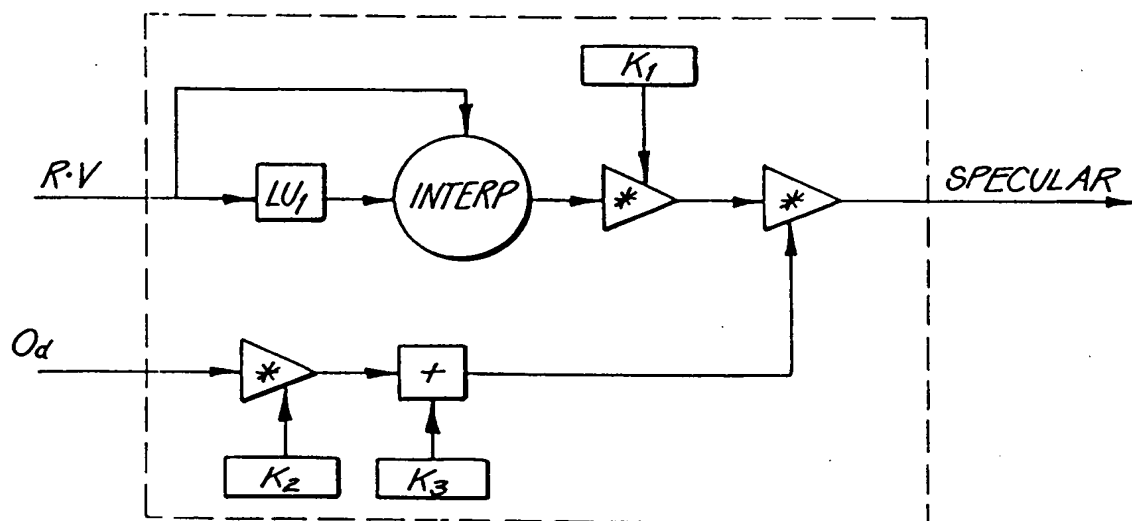 K1
R·V
LU1
INTERP
*
*
SPECULAR
Od
*
+
K2
K3